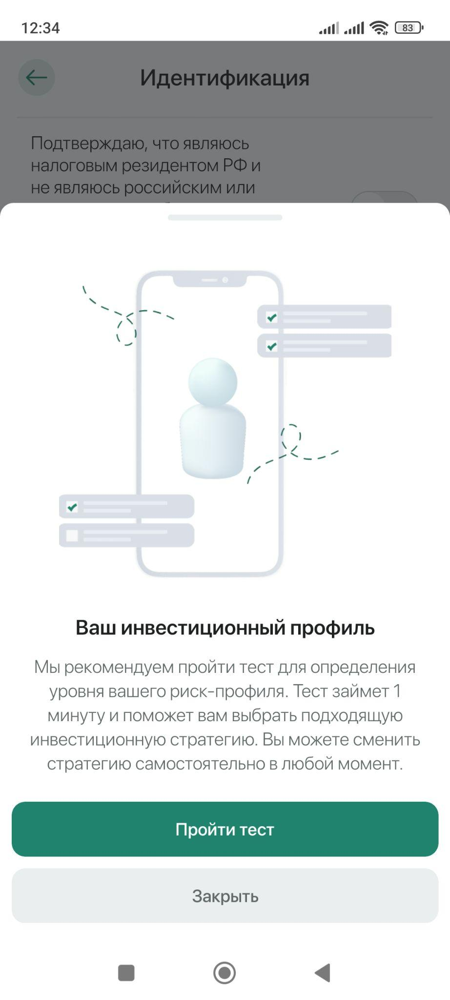 12:34
83
Идентификация
Подтверждаю, что являюсь
налоговым резидентом РФ и
не являюсь российским или
Ваш инвестиционный профиль
Мы рекомендуем пройти тест для определения
уровня вашего риск-профиля. Тест займет 1
минуту и поможет вам выбрать подходящую
инвестиционную стратегию. Вы можете сменить
стратегию самостоятельно в любой момент.
Пройти тест
Закрыть